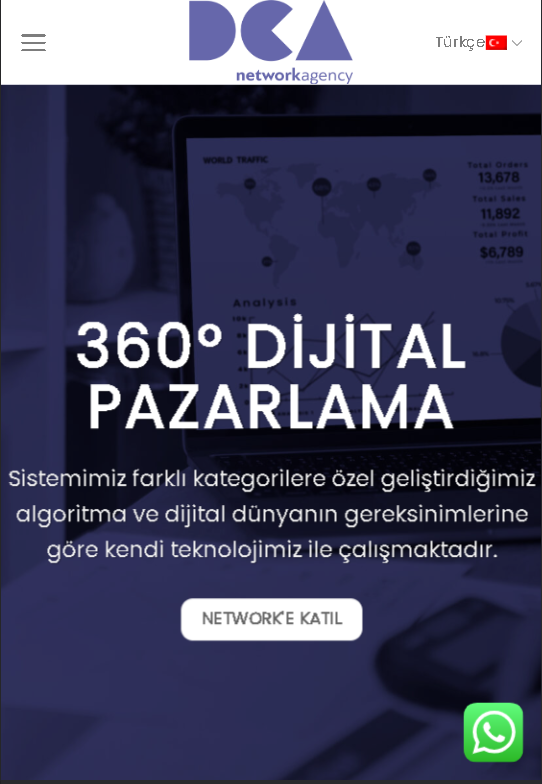 DCA
networkagency
Türkçe
WORLD TRAFFIC
Total Orders
13,678
Total Sales
11,892
Total Profit
$6,789
Analysis
360° DİJİTAL
PAZARLAMA
Sistemimiz farklı kategorilere özel geliştirdiğimiz
algoritma ve dijital dünyanın gereksinimlerine
göre kendi teknolojimiz ile çalışmaktadır.
NETWORK'E KATIL